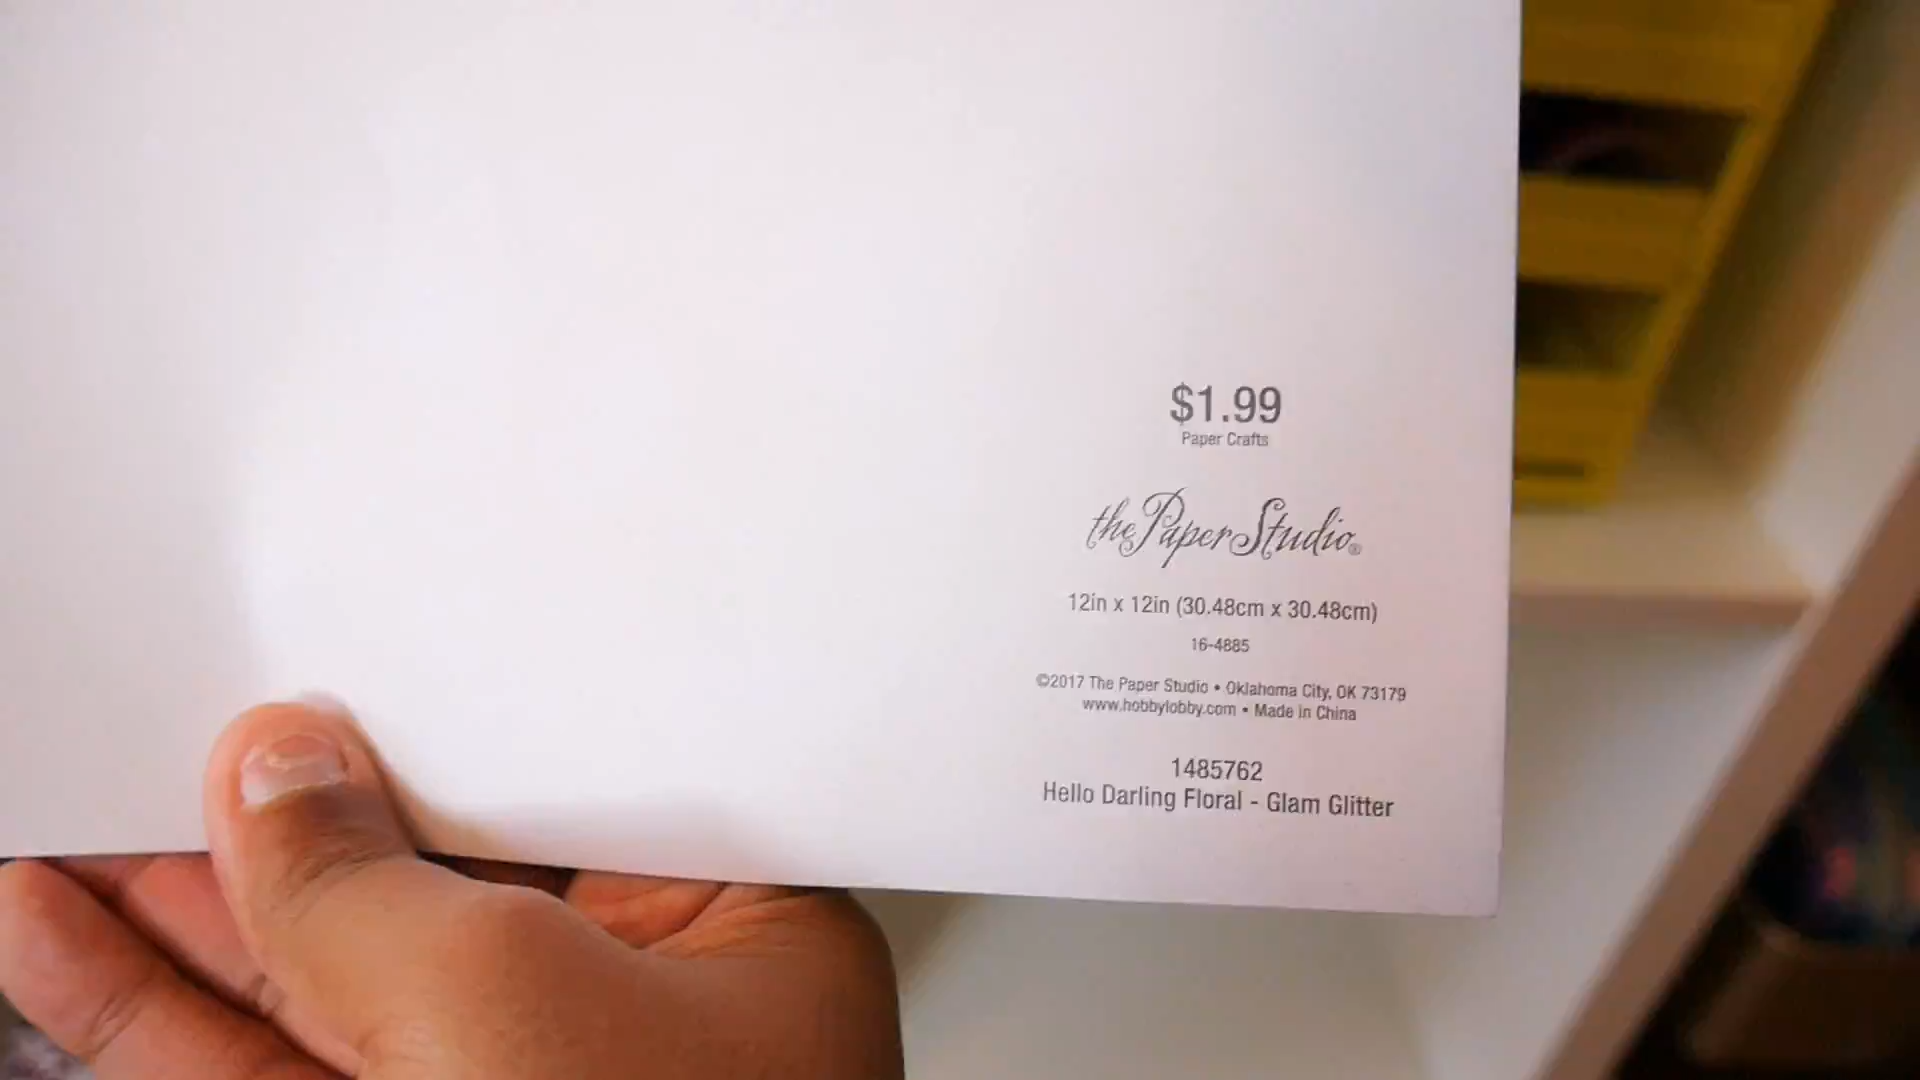 $1.99
Paper Crafts
the Paper Studio®
12in x 12in (30.48cm x 30.48cm)
16-4885
©2017 The Paper Studio • Oklahoma City, OK 73179
www.hobbylobby.com • Made in China
1485762
Hello Darling Floral - Glam Glitter